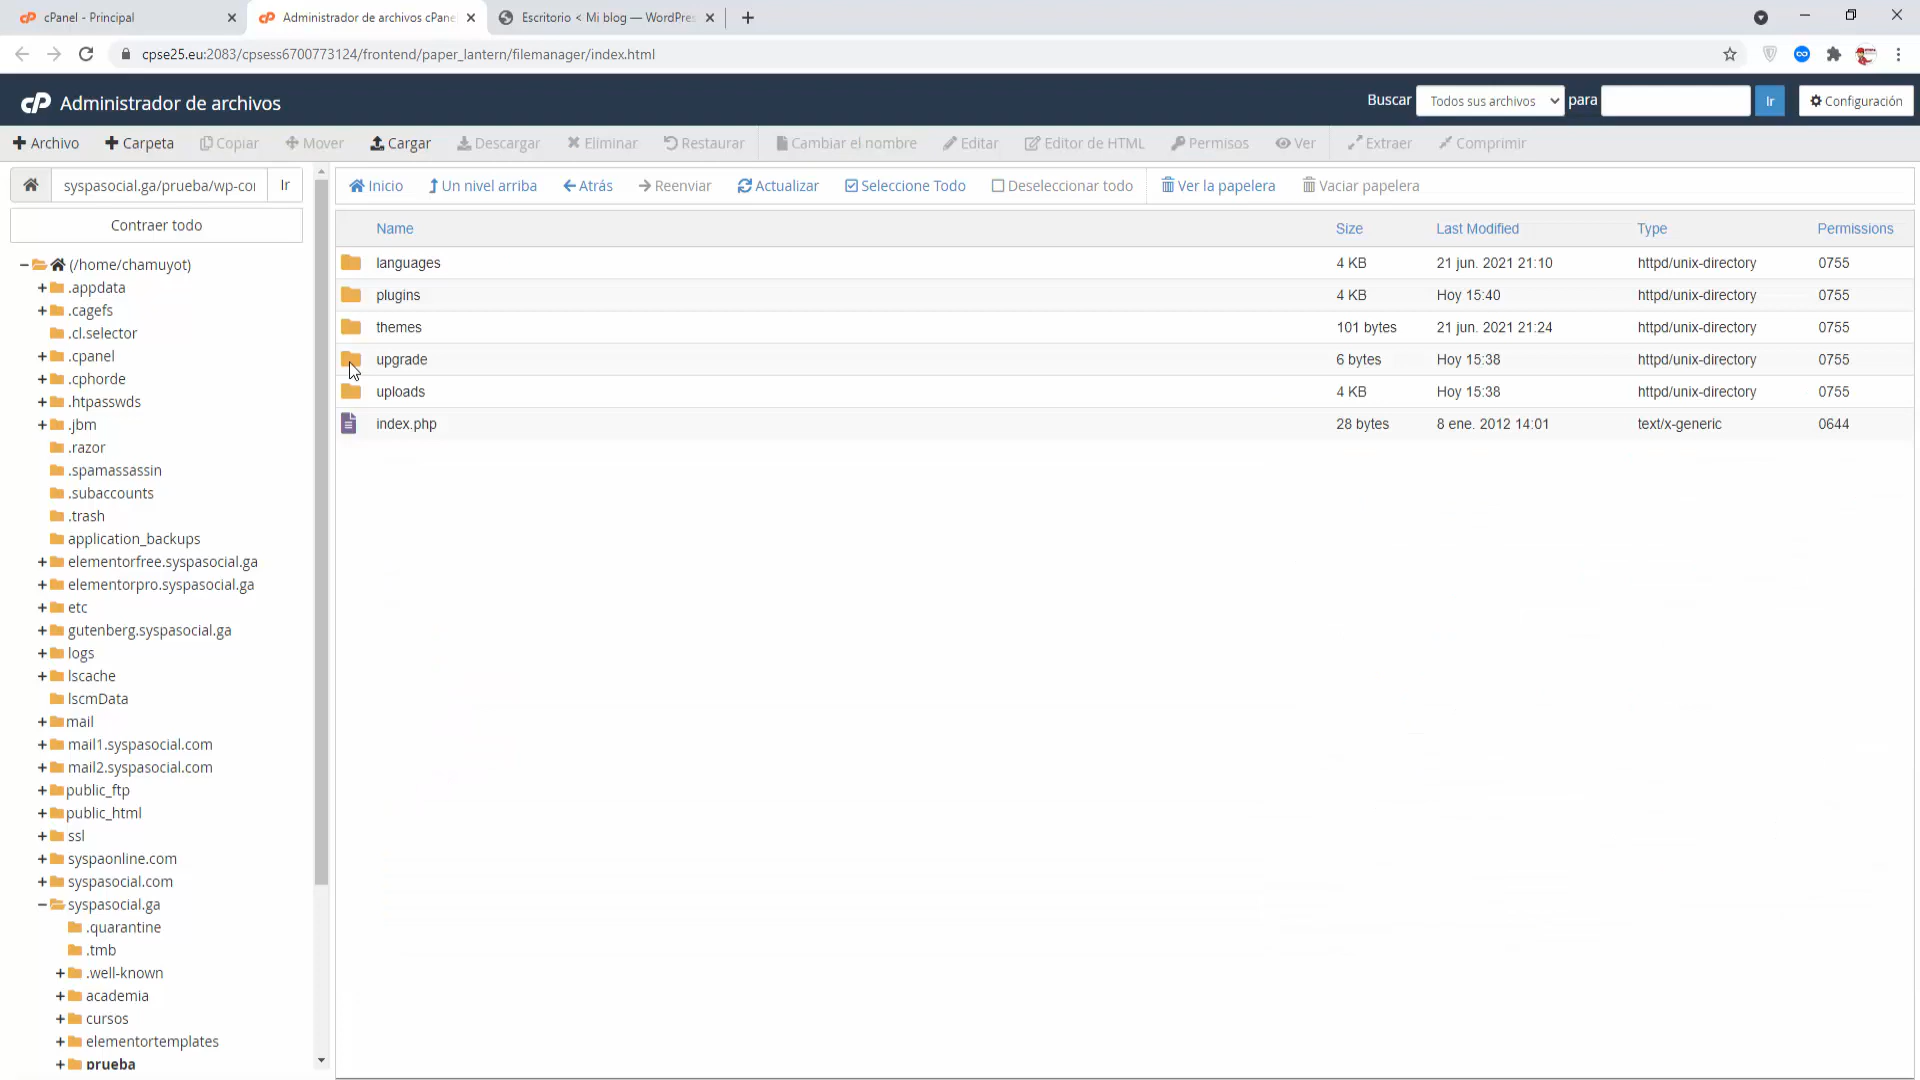 cPanel - Principal
Administrador de archivos cPane
Escritorio < Mi blog — WordPre
cpse25.eu:2083/cpsess6700773124/frontend/paper_lantern/filemanager/index.html
cP Administrador de archivos
Buscar Todos sus archivos para Ir Configuración
Archivo Carpeta Copiar Mover Cargar Descargar Eliminar Restaurar Cambiar el nombre Editar Editor de HTML Permisos Ver Extraer Comprimir
syspasocial.ga/prueba/wp-coi Ir
Inicio Un nivel arriba Atrás Reenviar Actualizar Seleccione Todo Deseleccionar todo Ver la papelera Vaciar papelera
Contraer todo
(/home/chamuyot)
.appdata
.cagefs
.cl.selector
.cpanel
.cphorde
.htpasswds
.jbm
.razor
.spamassassin
.subaccounts
.trash
application_backups
elementorfree.syspasocial.ga
elementorpro.syspasocial.ga
etc
gutenberg.syspasocial.ga
logs
lscache
lscmData
mail
mail1.syspasocial.com
mail2.syspasocial.com
public_ftp
public_html
ssl
syspaonline.com
syspasocial.com
syspasocial.ga
.quarantine
.tmb
.well-known
academia
cursos
elementortemplates
prueba
Name Size Last Modified Type Permissions
languages 4 KB 21 jun. 2021 21:10 httpd/unix-directory 0755
plugins 4 KB Hoy 15:40 httpd/unix-directory 0755
themes 101 bytes 21 jun. 2021 21:24 httpd/unix-directory 0755
upgrade 6 bytes Hoy 15:38 httpd/unix-directory 0755
uploads 4 KB Hoy 15:38 httpd/unix-directory 0755
index.php 28 bytes 8 ene. 2012 14:01 text/x-generic 0644